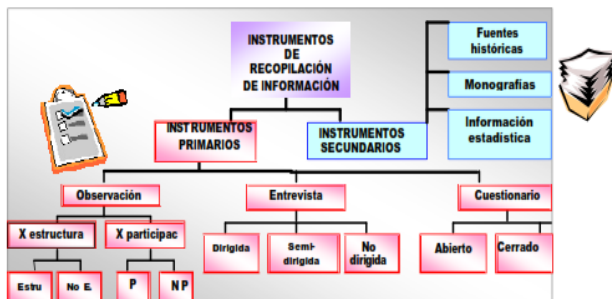 INSTRUMENTOS
DE
RECOPILACIÓN
DE INFORMACIÓN
Fuentes
históricas
Monografías
Información
estadística
INSTRUMENTOS
PRIMARIOS
INSTRUMENTOS
SECUNDARIOS
Observación
Entrevista
Cuestionario
X estructura
X participac
Dirigida
Semi-
dirigida
No
dirigida
Abierto
Cerrado
Estru
No E.
P
N P